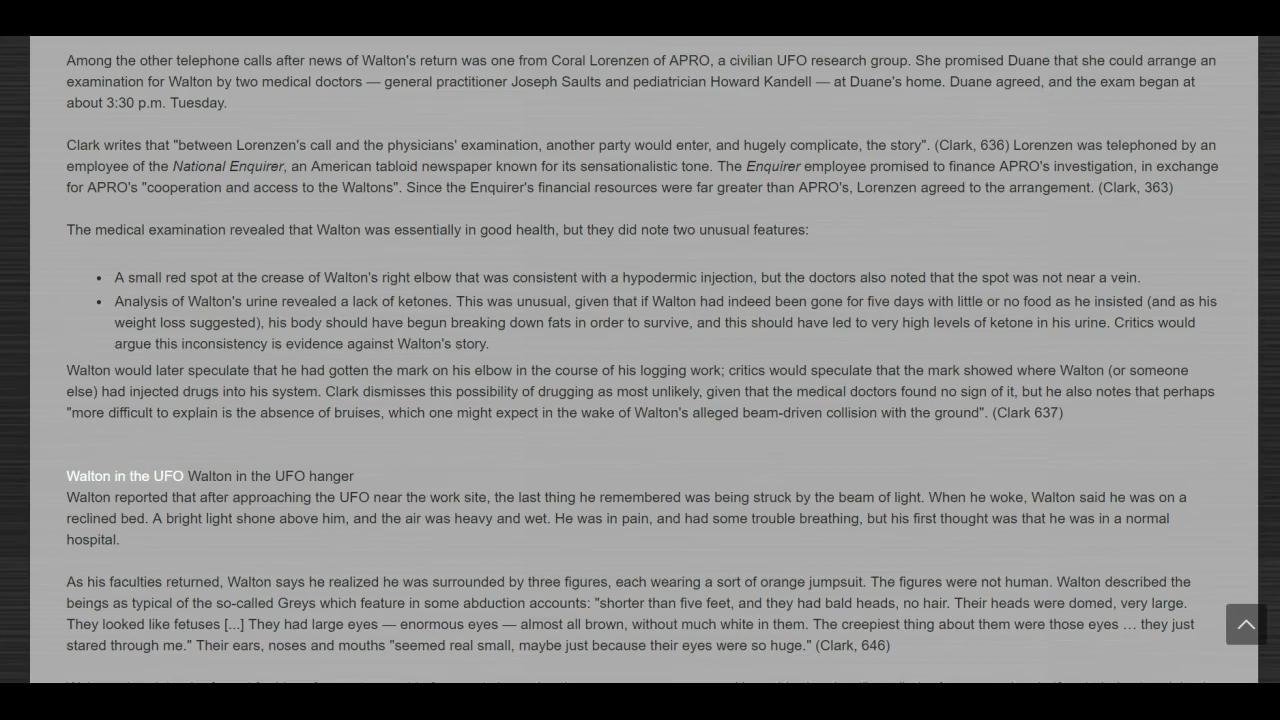 Among the other telephone calls after news of Walton's return was one from Coral Lorenzen of APRO, a civilian UFO research group. She promised Duane that she could arrange an
examination for Walton by two medical doctors — general practitioner Joseph Saults and pediatrician Howard Kandell — at Duane's home. Duane agreed, and the exam began at
about 3:30 p.m. Tuesday.
Clark writes that "between Lorenzen's call and the physicians' examination, another party would enter, and hugely complicate, the story". (Clark, 636) Lorenzen was telephoned by an
employee of the National Enquirer, an American tabloid newspaper known for its sensationalistic tone. The Enquirer employee promised to finance APRO's investigation, in exchange
for APRO's "cooperation and access to the Waltons". Since the Enquirer's financial resources were far greater than APRO's, Lorenzen agreed to the arrangement. (Clark, 363)
The medical examination revealed that Walton was essentially in good health, but they did note two unusual features:
• A small red spot at the crease of Walton's right elbow that was consistent with a hypodermic injection, but the doctors also noted that the spot was not near a vein.
• Analysis of Walton's urine revealed a lack of ketones. This was unusual, given that if Walton had indeed been gone for five days with little or no food as he insisted (and as his
weight loss suggested), his body should have begun breaking down fats in order to survive, and this should have led to very high levels of ketone in his urine. Critics would
argue this inconsistency is evidence against Walton's story.
Walton would later speculate that he had gotten the mark on his elbow in the course of his logging work; critics would speculate that the mark showed where Walton (or someone
else) had injected drugs into his system. Clark dismisses this possibility of drugging as most unlikely, given that the medical doctors found no sign of it, but he also notes that perhaps
"more difficult to explain is the absence of bruises, which one might expect in the wake of Walton's alleged beam-driven collision with the ground". (Clark 637)
Walton in the UFO Walton in the UFO hanger
Walton reported that after approaching the UFO near the work site, the last thing he remembered was being struck by the beam of light. When he woke, Walton said he was on a
reclined bed. A bright light shone above him, and the air was heavy and wet. He was in pain, and had some trouble breathing, but his first thought was that he was in a normal
hospital.
As his faculties returned, Walton says he realized he was surrounded by three figures, each wearing a sort of orange jumpsuit. The figures were not human. Walton described the
beings as typical of the so-called Greys which feature in some abduction accounts: "shorter than five feet, and they had bald heads, no hair. Their heads were domed, very large.
They looked like fetuses [...] They had large eyes — enormous eyes — almost all brown, without much white in them. The creepiest thing about them were those eyes … they just
stared through me." Their ears, noses and mouths "seemed real small, maybe just because their eyes were so huge." (Clark, 646)